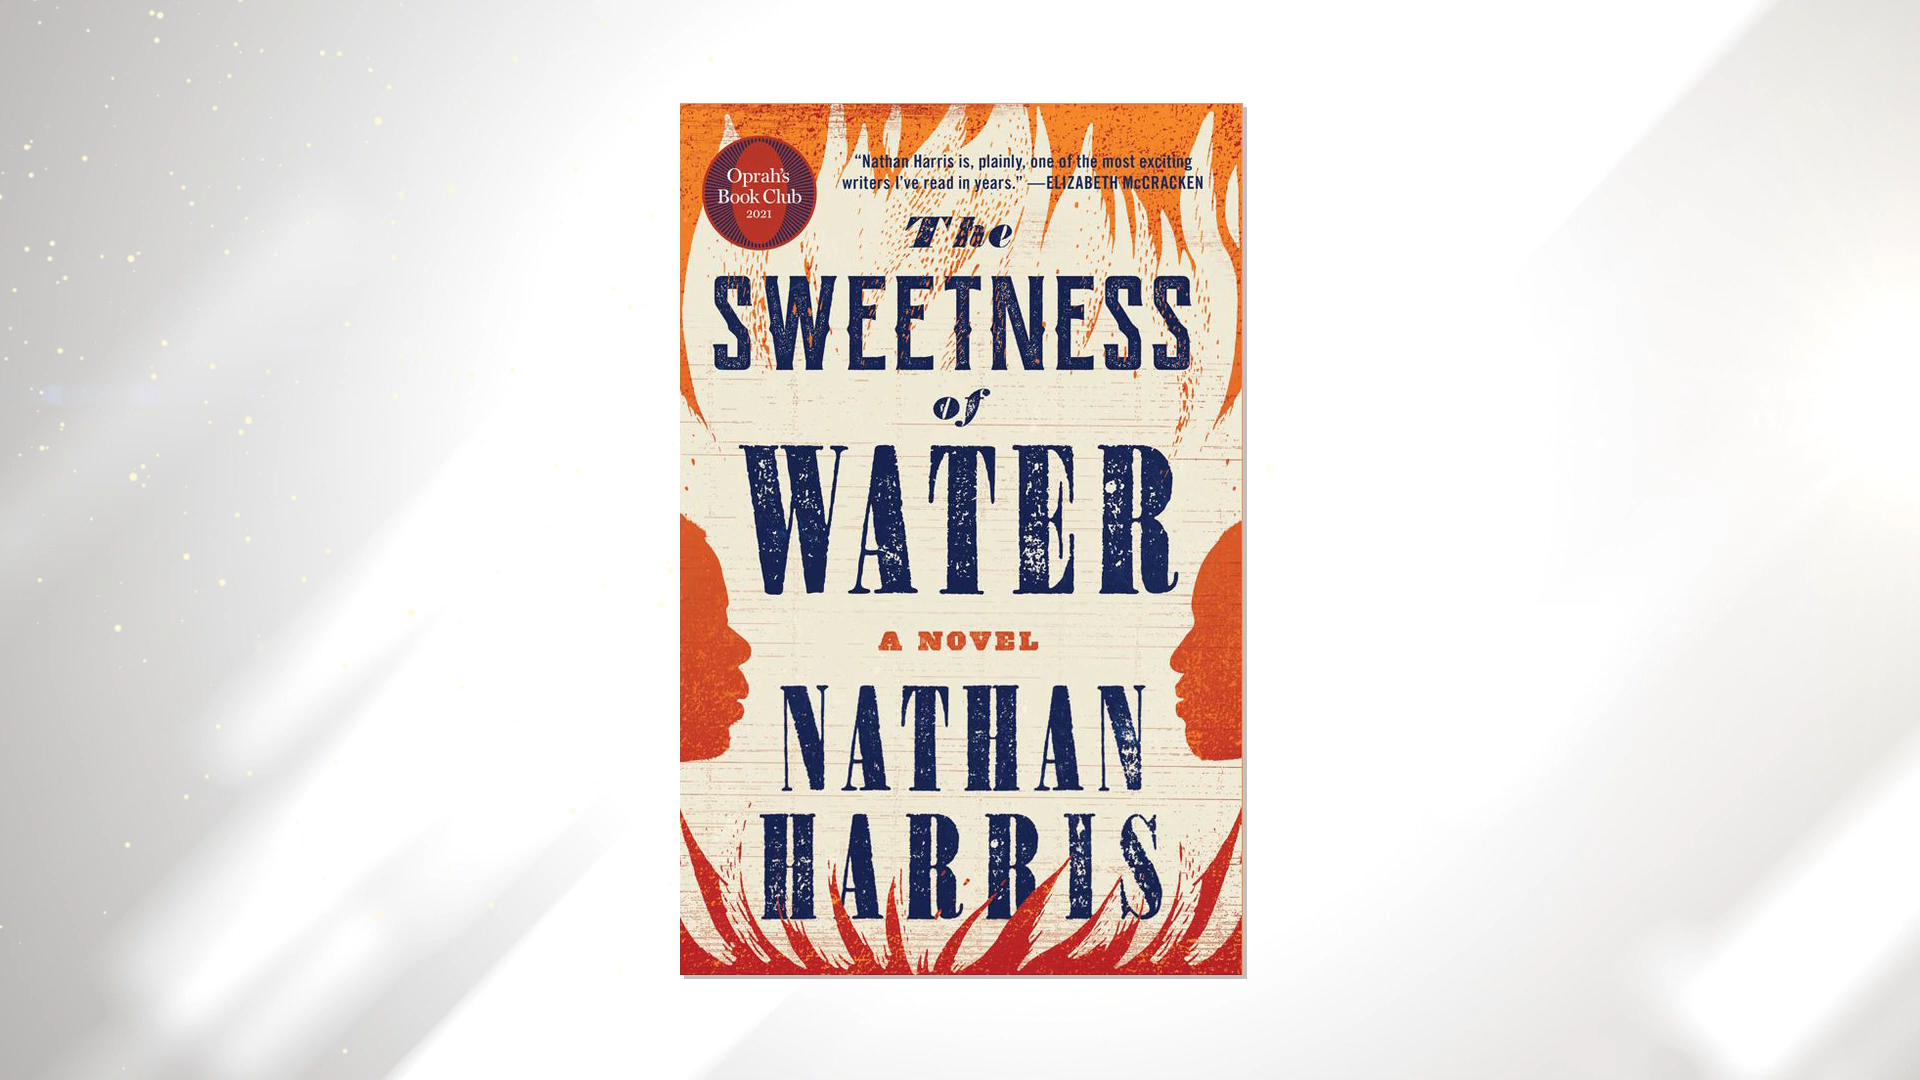 Oprah's
Book Club
2021
“Nathan Harris is, plainly, one of the most exciting
writers I’ve read in years.” —ELIZABETH McCRACKEN
The
SWEETNESS
of
WATER
A NOVEL
NATHAN
HARRIS